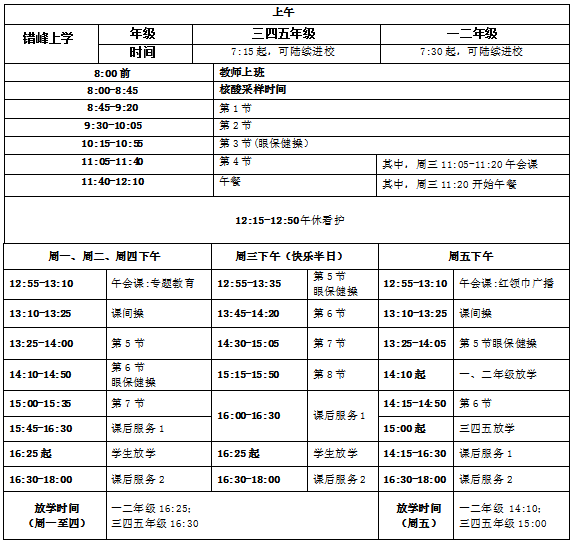 上午
错峰上学 年级 三四五年级 一二年级
时间 7:15起，可陆续进校 7:30起，可陆续进校
8:00前 教师上班
8:00-8:45 核酸采样时间
8:45-9:20 第1节
9:30-10:05 第2节
10:15-10:55 第3节(眼保健操）
11:05-11:40 第4节 其中，周三11:05-11:20午会课
11:40-12:10 午餐 其中，周三11:20开始午餐
12:15-12:50午休看护
周一、周二、周四下午 周三下午（快乐半日） 周五下午
12:55-13:10 午会课:专题教育 12:55-13:35 第5节 12:55-13:10 午会课:红领巾广播
眼保健操
13:10-13:25 课间操 13:45-14:20 第6节 13:10-13:25 课间操
13:25-14:00 第5节 14:30-15:05 第7节 13:25-14:05 第5节眼保健操
14:10-14:50 第6节 15:15-15:50 第8节 14:10起 一、二年级放学
眼保健操
15:00-15:35 第7节 16:00-16:30 课后服务1 14:15-14:50 第6节
15:45-16:30 课后服务1 15:00起 三四五放学
16:25起 学生放学 16:25起 学生放学 14:15-16:30 课后服务1
16:30-18:00 课后服务2 16:30-18:00 课后服务2 16:30-18:00 课后服务2
放学时间 一二年级16:25; 放学时间 一二年级 14:10;
（周一至四） 三四五年级16:30 （周五） 三四五年级15:00